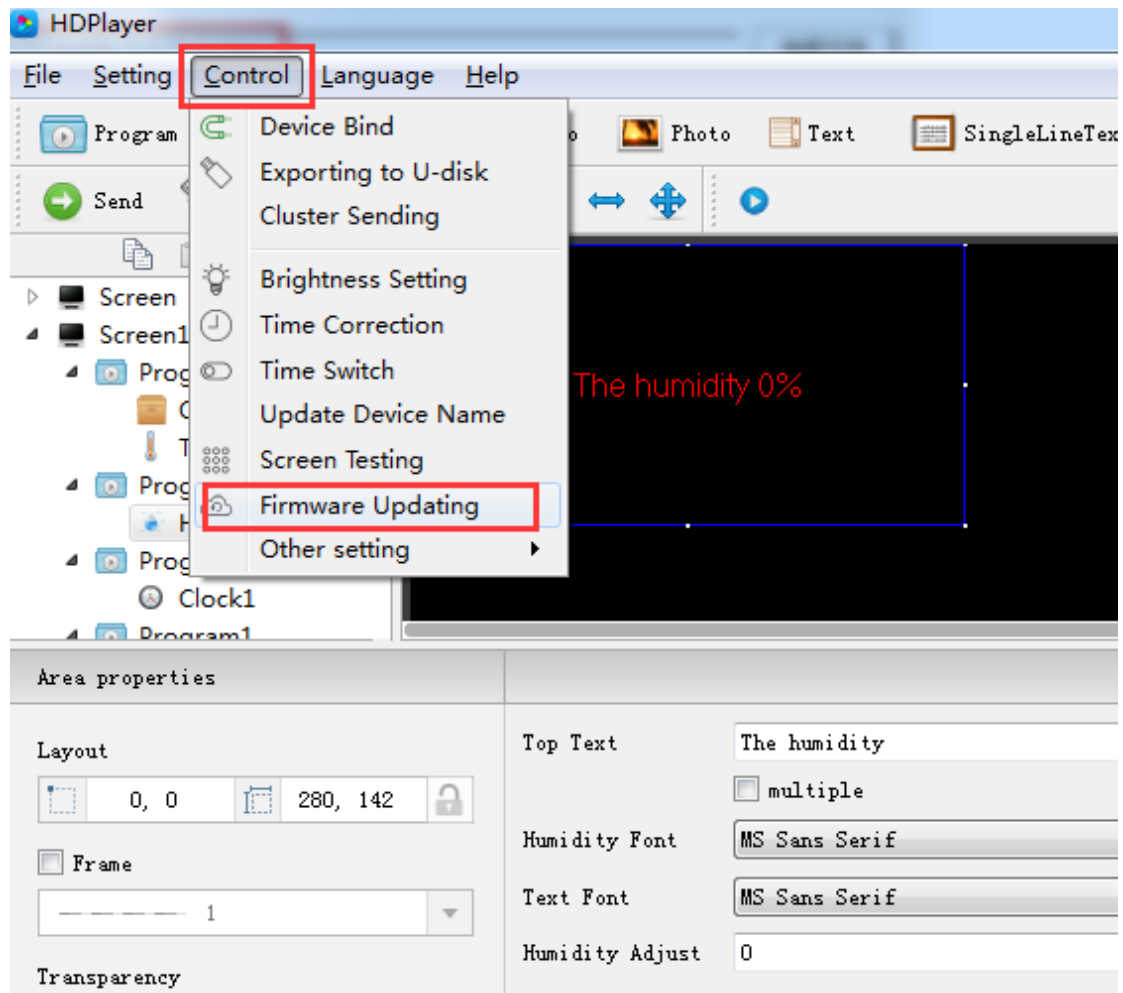 HDPlayer
File Setting Control Language Help
Program Photo Text SingleLineTex
Device Bind
Exporting to U-disk
Cluster Sending
Send
Brightness Setting
Time Correction
Time Switch
Update Device Name
Screen Testing
Firmware Updating
Other setting
Screen
Screen1
Prog
C
T
Prog
H
Prog
Clock1
Program1
The humidity 0%
Area properties
Layout
0, 0 280, 142
Frame
1
Transparency
Top Text The humidity
multiple
Humidity Font MS Sans Serif
Text Font MS Sans Serif
Humidity Adjust 0